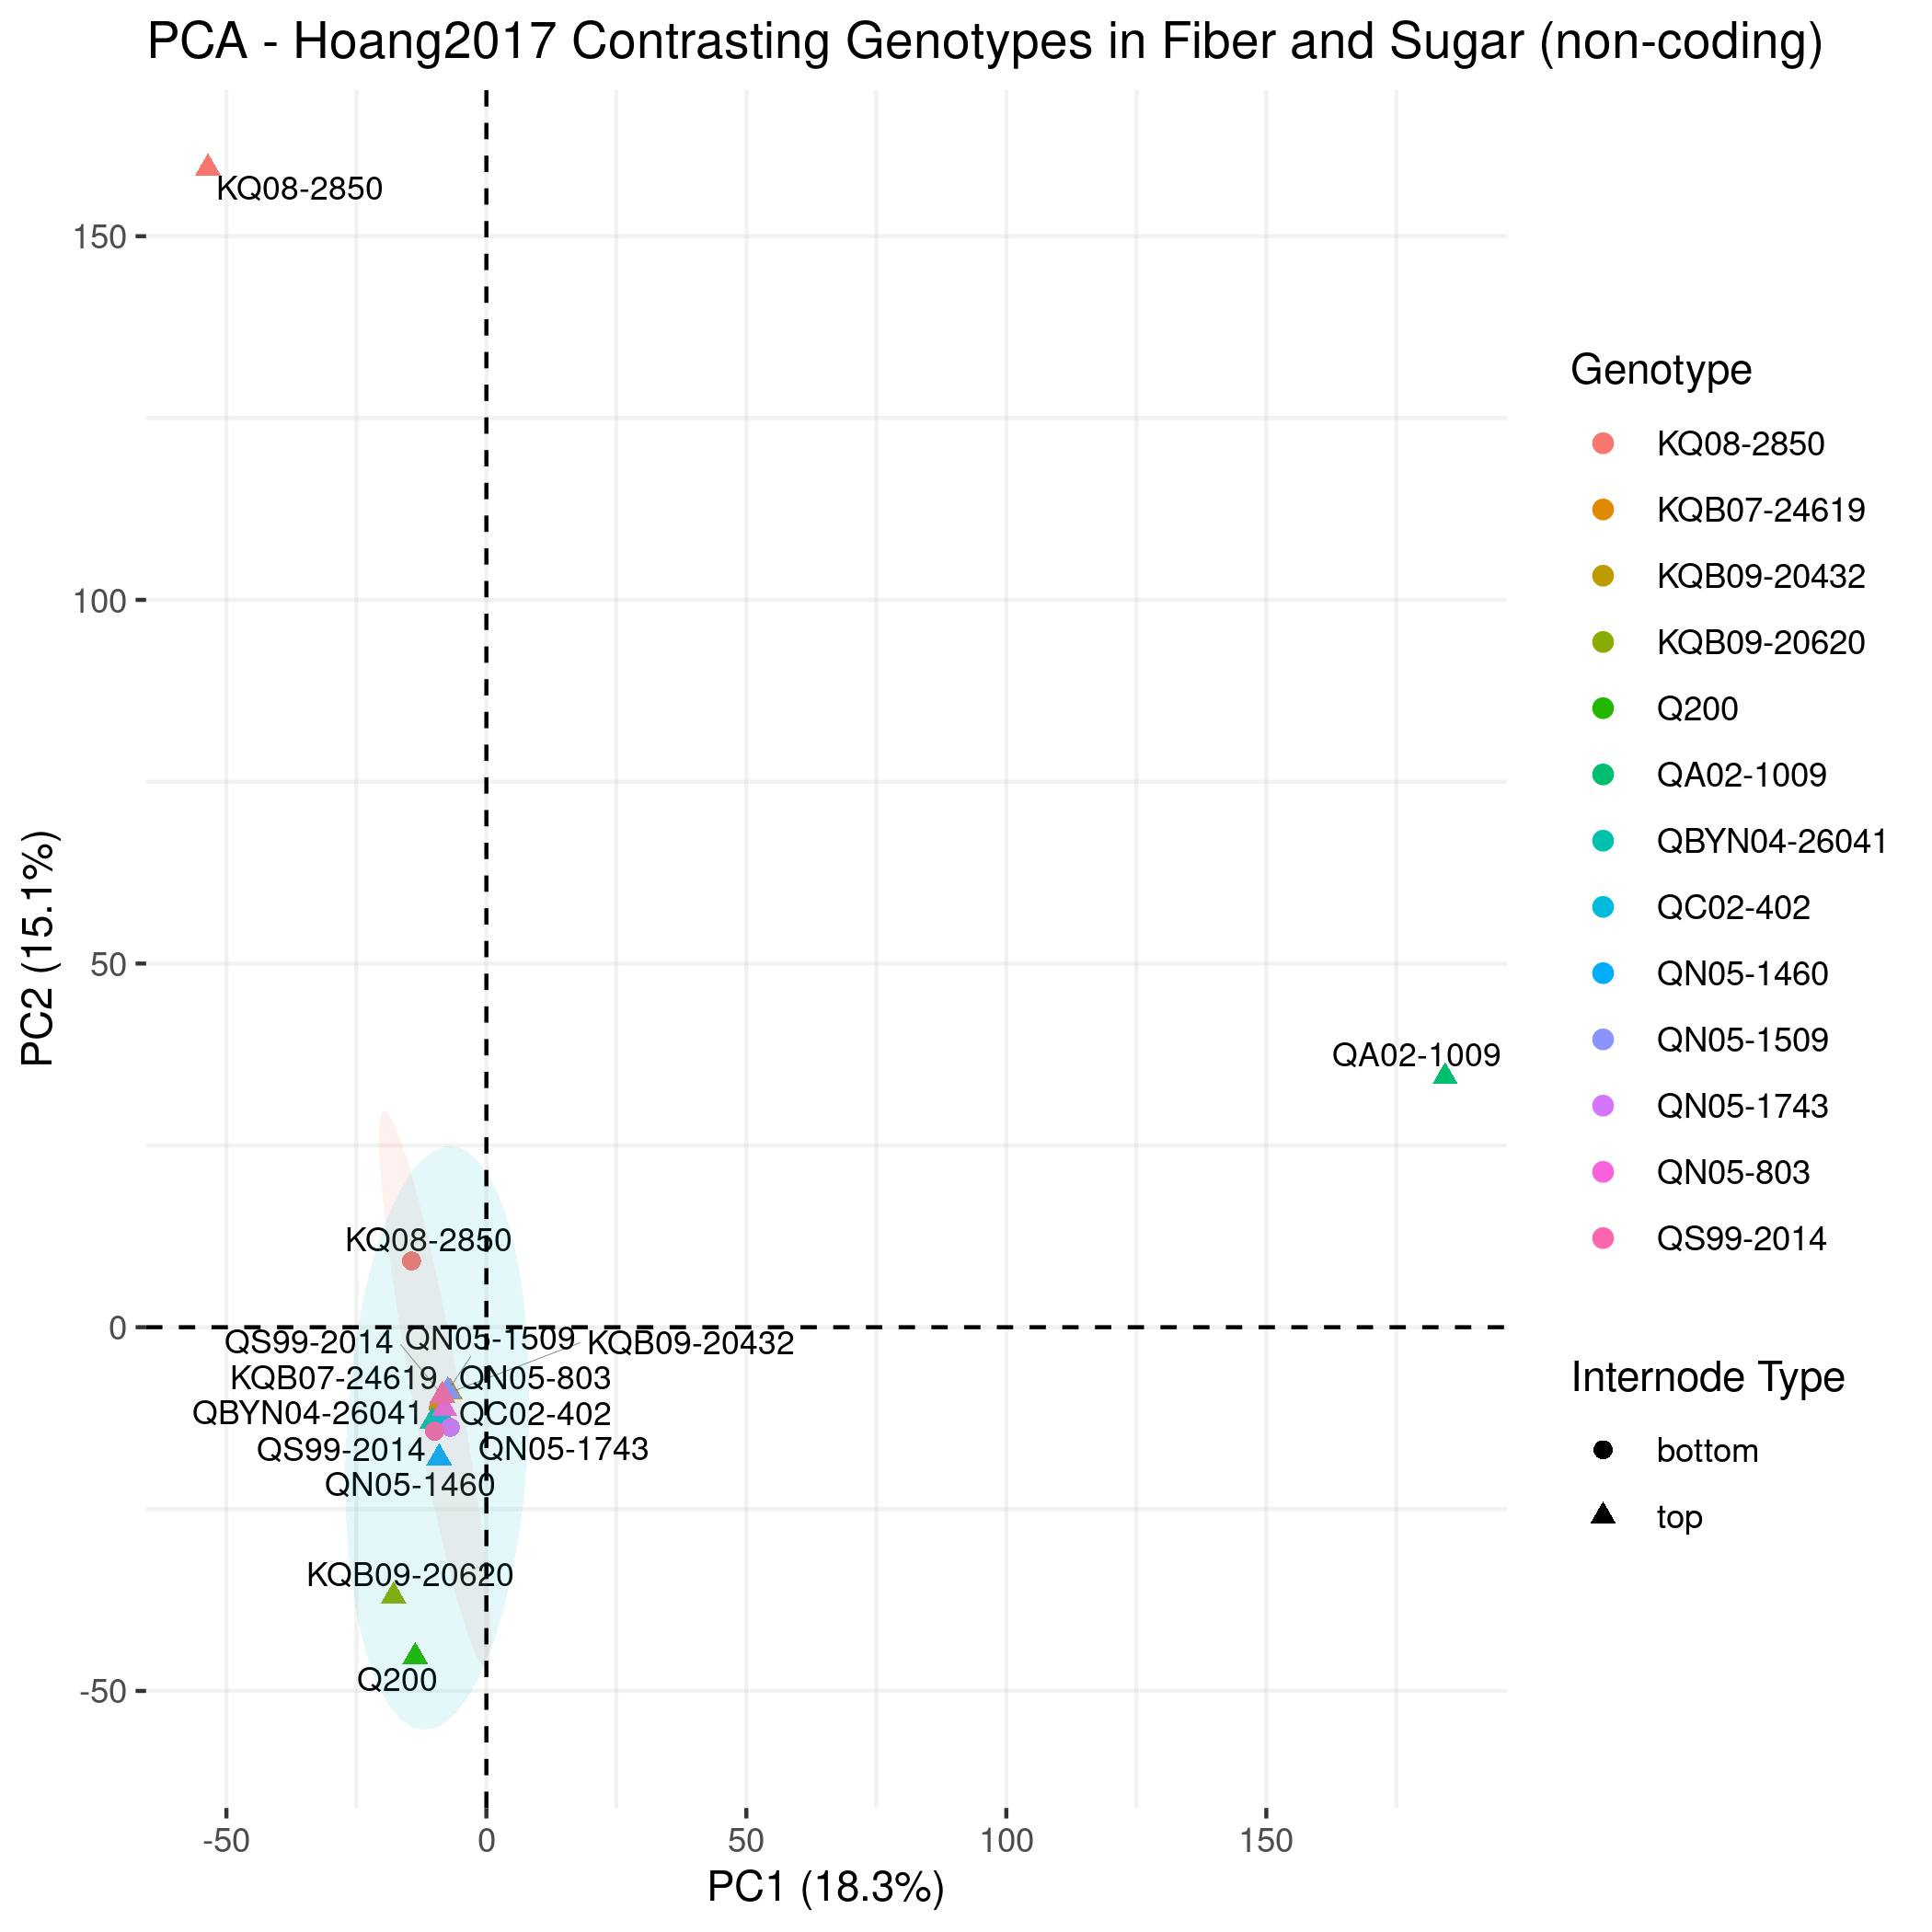 PCA - Hoang2017 Contrasting Genotypes in Fiber and Sugar (non-coding)
KQ08-2850
150
100
PC2 (15.1%)
50
QA02-1009
KQ08-2850
0
QS99-2014
QN05-1509
KQB09-20432
KQB07-24619
QN05-803
QBYN04-26041
QC02-402
QS99-2014
QN05-1743
QN05-1460
KQB09-20620
Q200
-50
-50
0
50
100
150
PC1 (18.3%)
Genotype
KQ08-2850
KQB07-24619
KQB09-20432
KQB09-20620
Q200
QA02-1009
QBYN04-26041
QC02-402
QN05-1460
QN05-1509
QN05-1743
QN05-803
QS99-2014
Internode Type
bottom
top